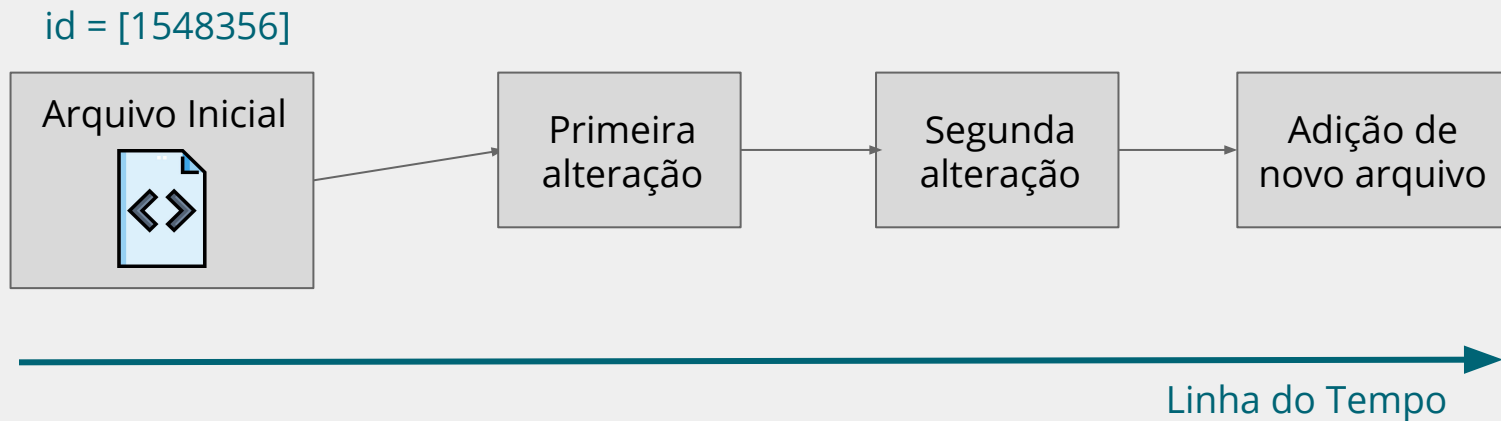 id = [1548356]
Arquivo Inicial
Primeira
alteração
Segunda
alteração
Adição de
novo arquivo
Linha do Tempo